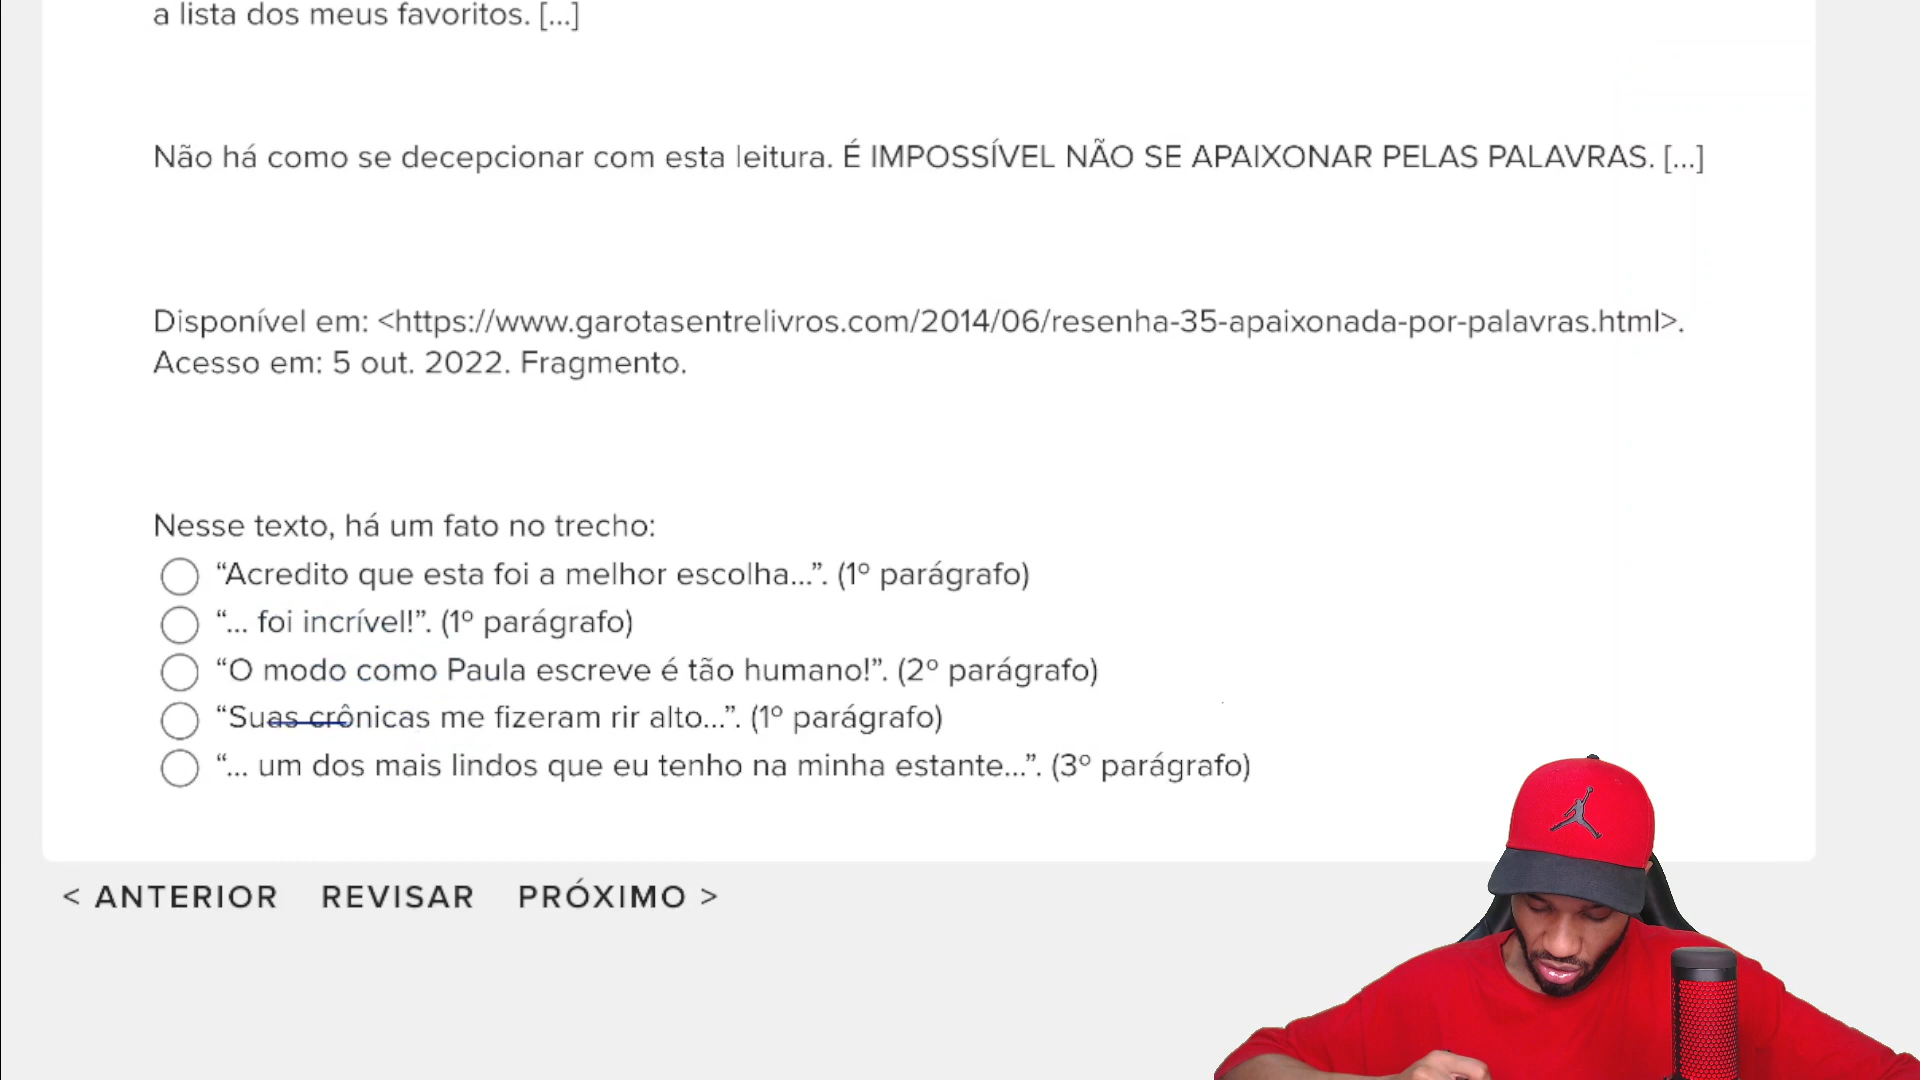 a lista dos meus favoritos. [...]
Não há como se decepcionar com esta leitura. É IMPOSSÍVEL NÃO SE APAIXONAR PELAS PALAVRAS. [...]
Disponível em: <https://www.garotasentrelivros.com/2014/06/resenha-35-apaixonada-por-palavras.html>.
Acesso em: 5 out. 2022. Fragmento.
Nesse texto, há um fato no trecho:
“Acredito que esta foi a melhor escolha...”. (1º parágrafo)
“... foi incrível!”. (1º parágrafo)
“O modo como Paula escreve é tão humano!”. (2º parágrafo)
“Suas crônicas me fizeram rir alto...”. (1º parágrafo)
“... um dos mais lindos que eu tenho na minha estante...”. (3º parágrafo)
< ANTERIOR REVISAR PRÓXIMO >